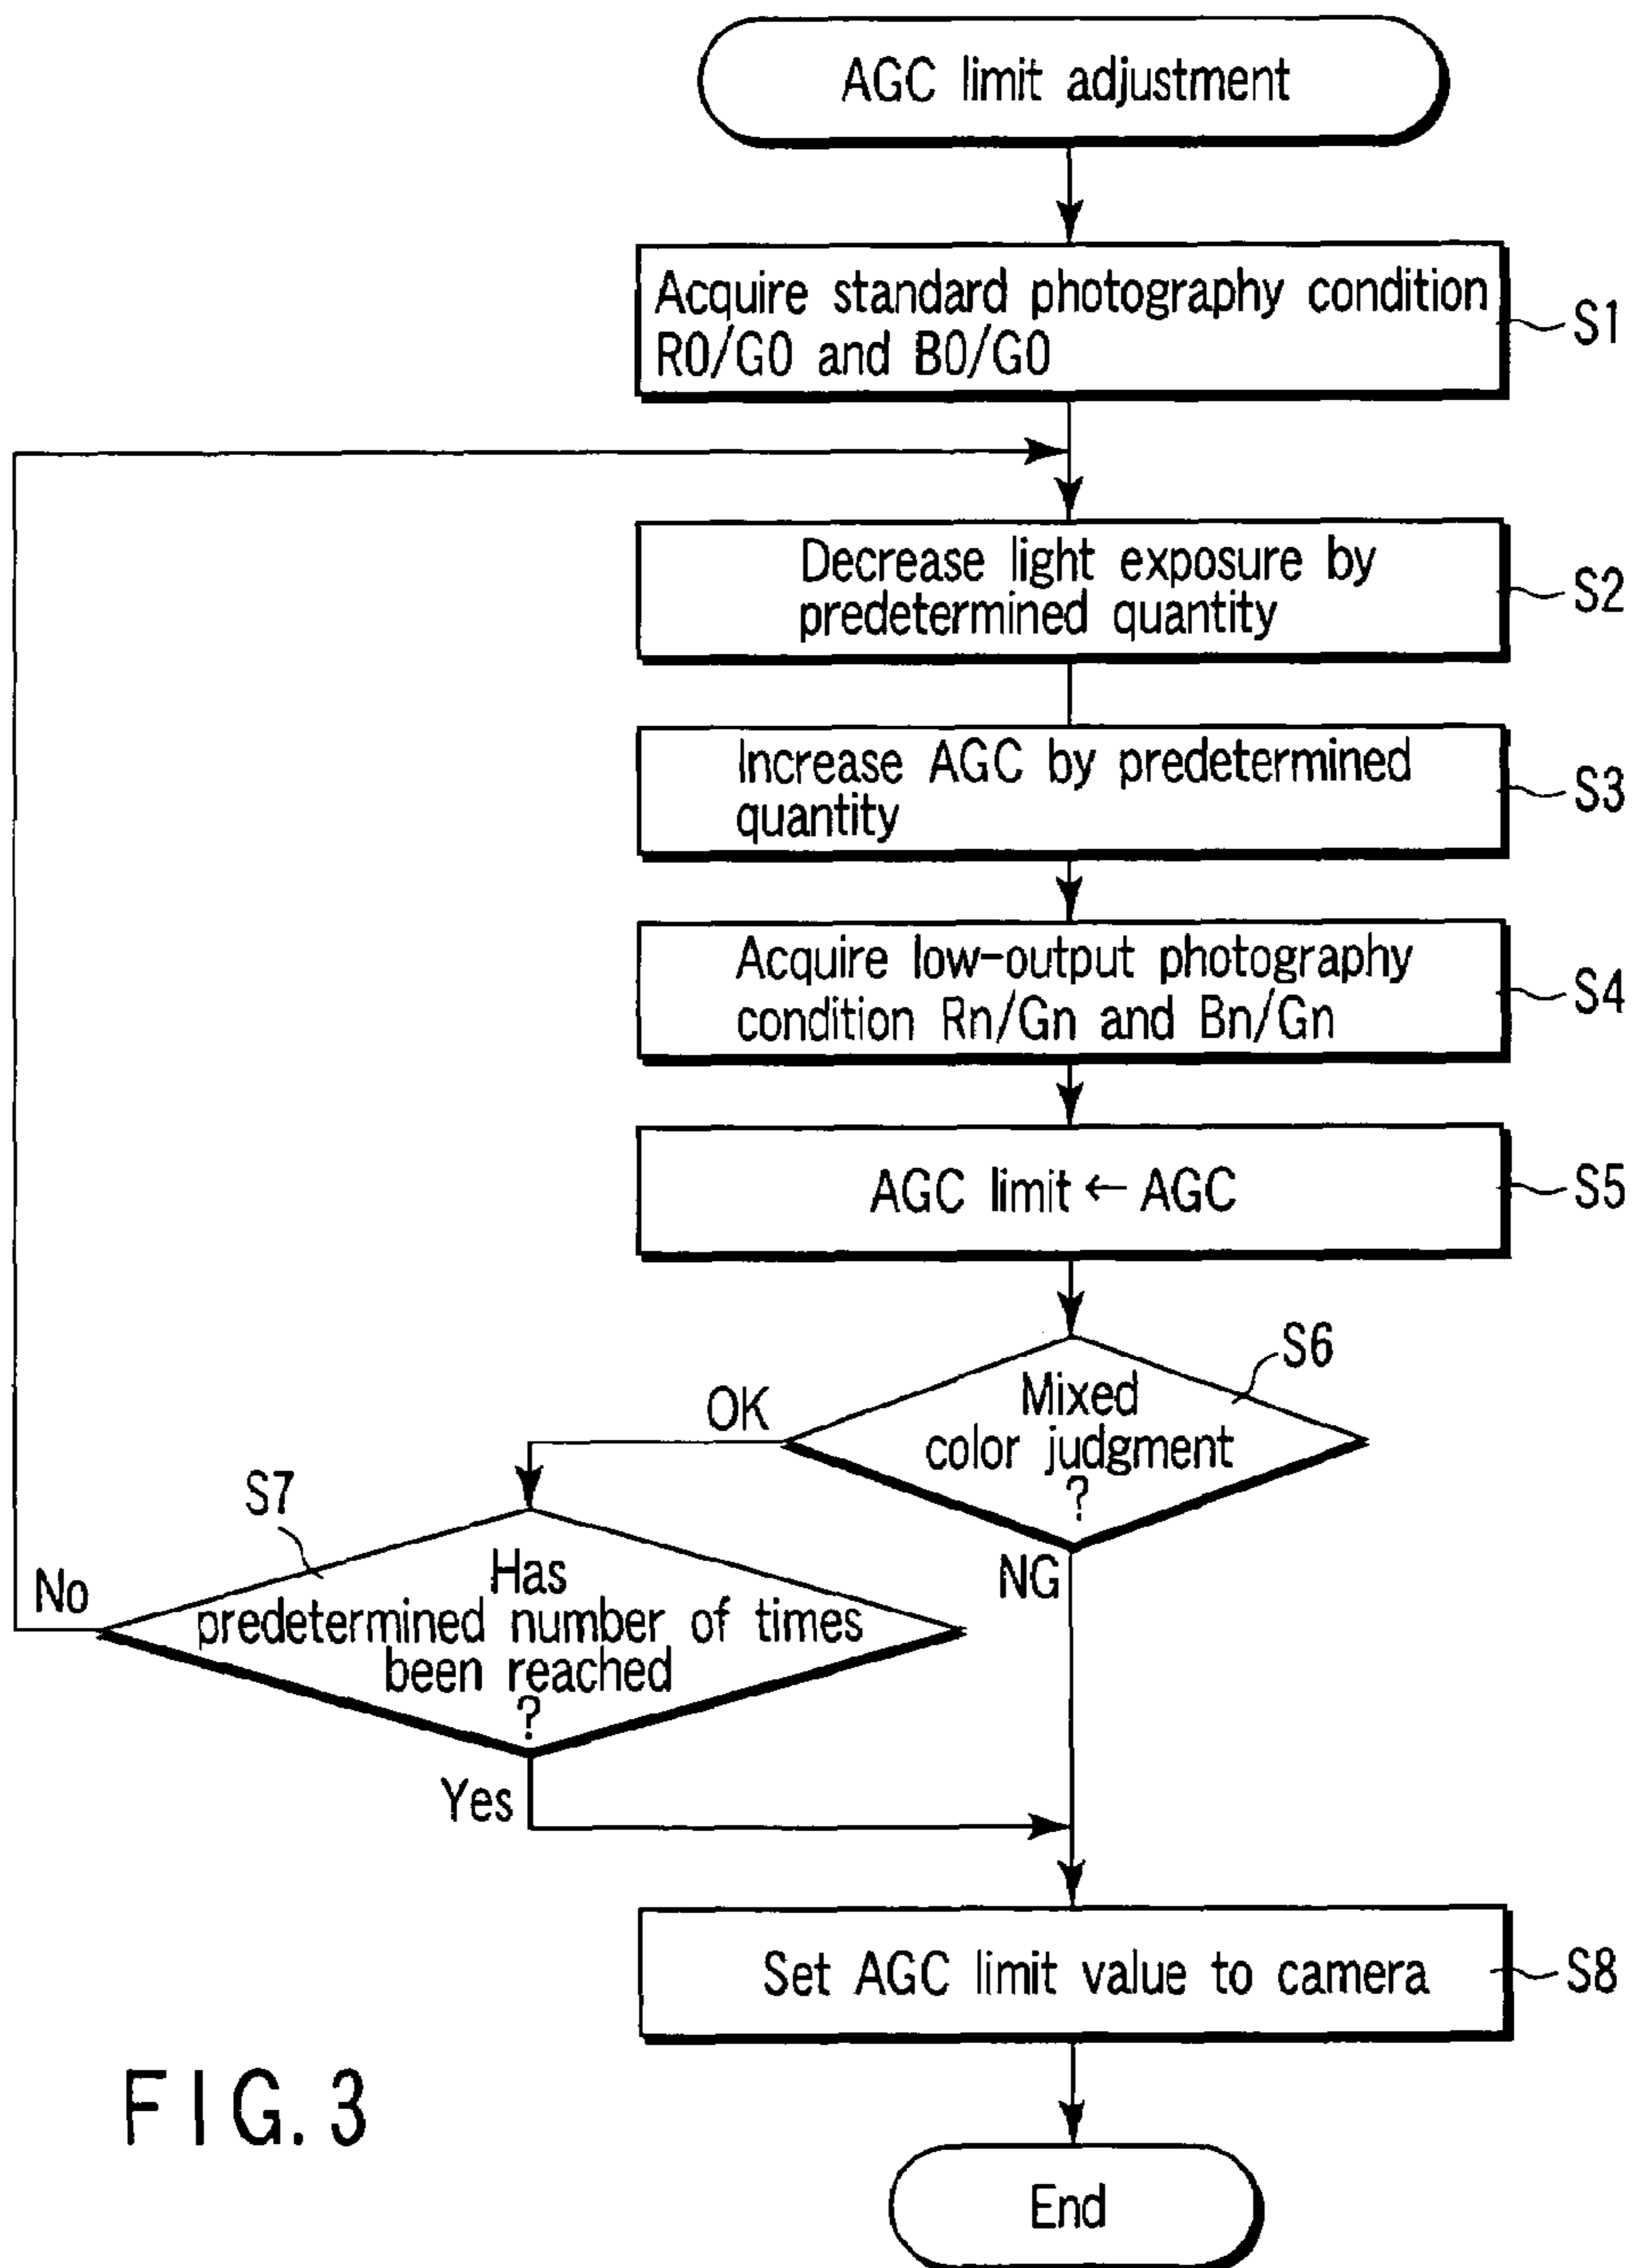 AGC limit adjustment
Acquire standard photography condition
R0/G0 and B0/G0
S1
Decrease light exposure by
predetermined quantity
S2
Increase AGC by predetermined
quantity
S3
Acquire low-output photography
condition Rn/Gn and Bn/Gn
S4
AGC limit ← AGC
S5
S6
Mixed
color judgment
?
OK
NG
S7
Has
predetermined number of times
been reached
?
No
Yes
Set AGC limit value to camera
S8
End
FIG. 3